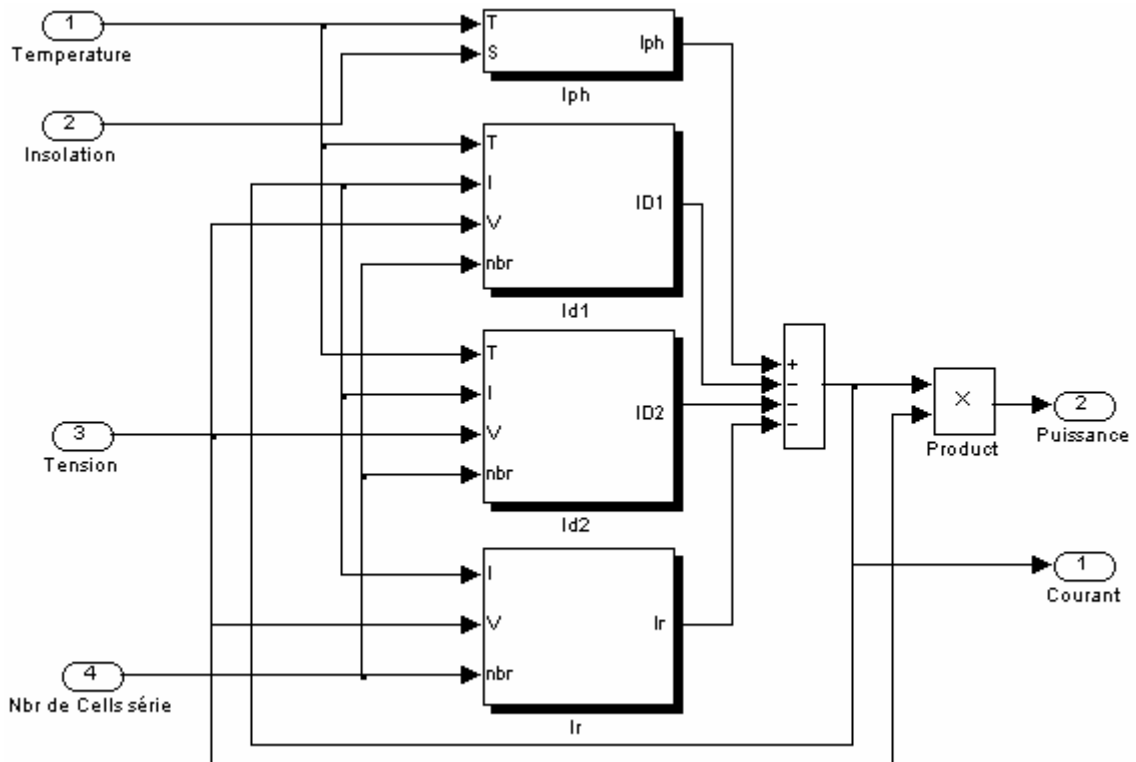 1
Temperature
2
Insolation
3
Tension
4
Nbr de Cells série
T
S
Iph
Iph
T
I
V
nbr
ID1
Id1
T
I
V
nbr
ID2
Id2
I
V
nbr
Ir
Ir
+
−
−
−
×
Product
2
Puissance
1
Courant